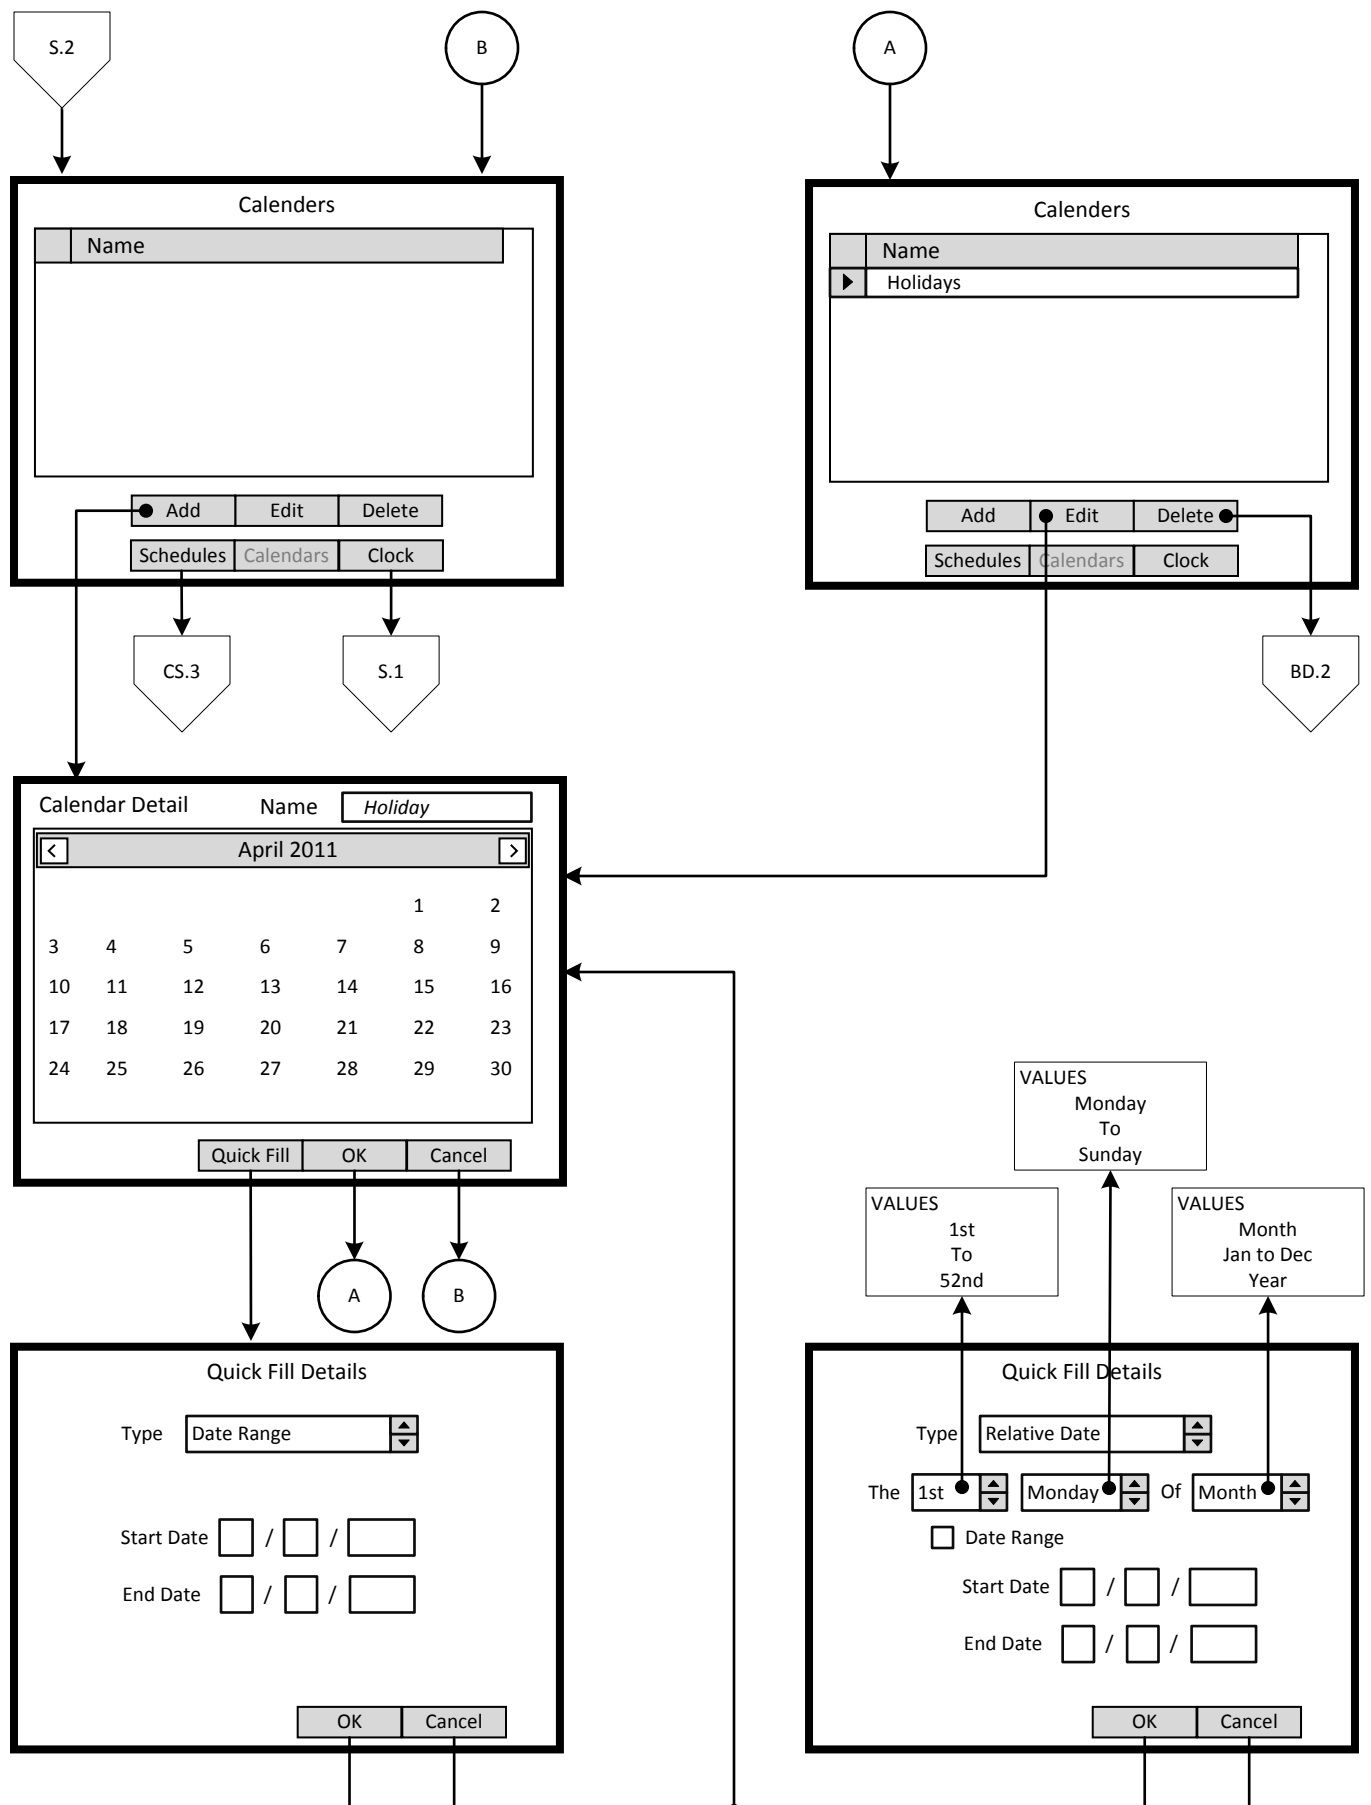 S.2
B
A
Calenders
Name
Add Edit Delete
Schedules Calendars Clock
CS.3
S.1
Calenders
Name
Holidays
Add Edit Delete
Schedules Calendars Clock
BD.2
Calendar Detail Name Holiday
< April 2011 >
1 2
3 4 5 6 7 8 9
10 11 12 13 14 15 16
17 18 19 20 21 22 23
24 25 26 27 28 29 30
Quick Fill OK Cancel
A
B
VALUES
Monday
To
Sunday
VALUES
1st
To
52nd
VALUES
Month
Jan to Dec
Year
Quick Fill Details
Type Date Range
Start Date / /
End Date / /
OK Cancel
Quick Fill Details
Type Relative Date
The 1st Monday Of Month
Date Range
Start Date / /
End Date / /
OK Cancel